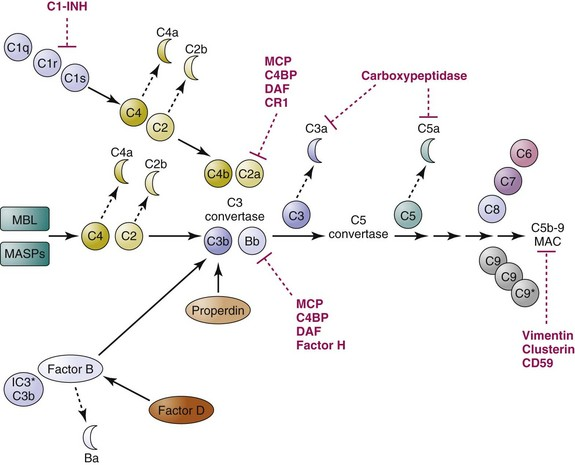 C1-INH
C1q
C1r
C1s
C4a
C2b
C4
C2
MCP
C4BP
DAF
CR1
Carboxypeptidase
C3a
C5a
C6
C7
C8
C4a
C2b
C4b
C2a
C3
convertase
MBL
MASPs
C4
C2
C3b
Bb
C3
C5
convertase
C5
C5b-9
MAC
C9
C9
C9*
Properdin
MCP
C4BP
DAF
Factor H
Vimentin
Clusterin
CD59
Factor B
IC3*
C3b
Factor D
Ba